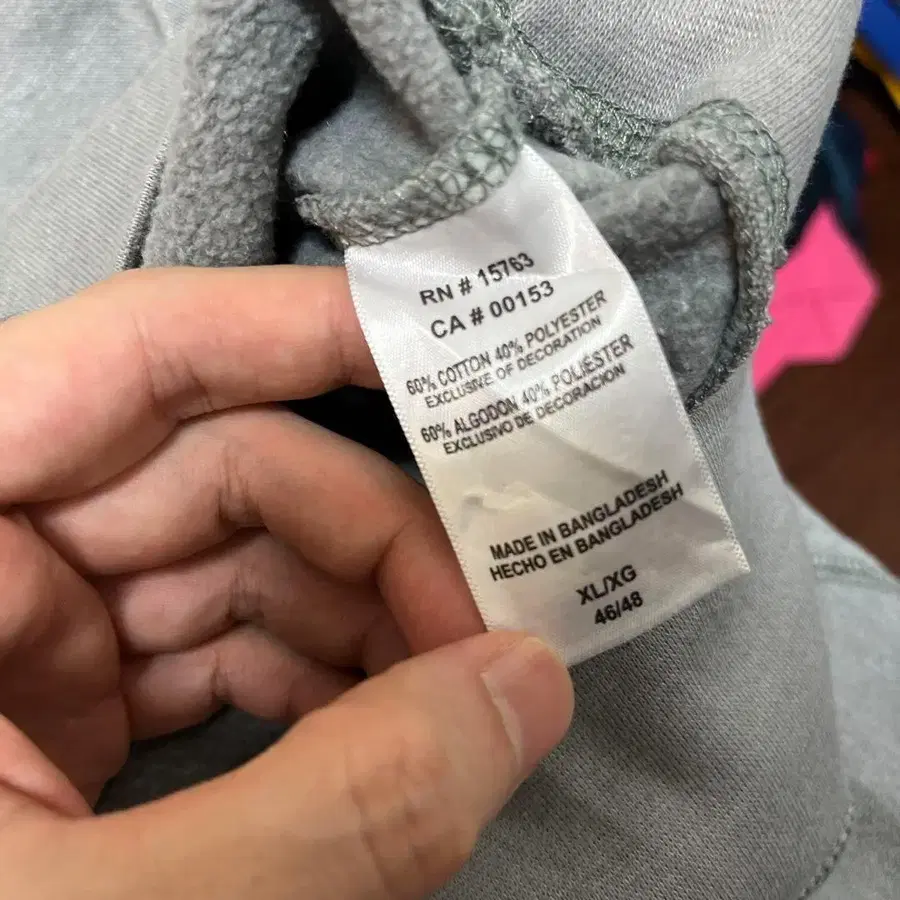 RN # 15763
CA # 00153
60% COTTON 40% POLYESTER
EXCLUSIVE OF DECORATION
60% ALGODON 40% POLIÉSTER
EXCLUSIVO DE DECORACION
MADE IN BANGLADESH
HECHO EN BANGLADESH
XL/XG
46/48